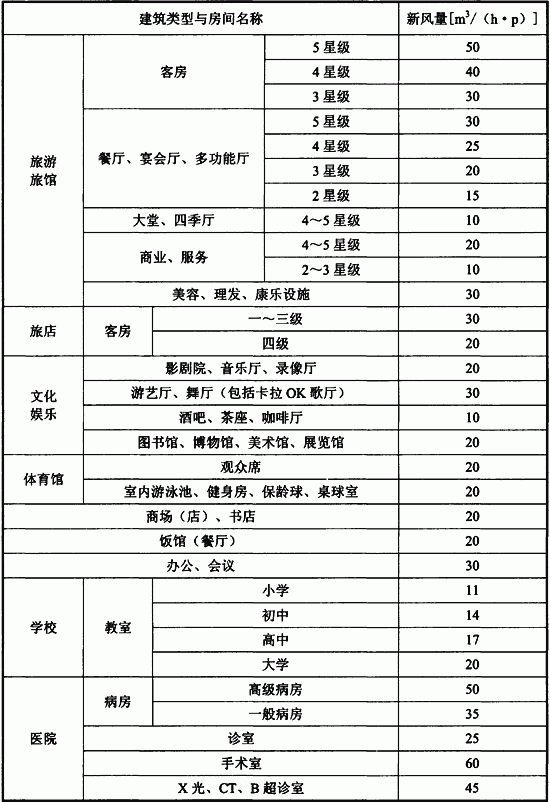 建筑类型与房间名称 新风量[m³/（h·p）]
旅游旅馆 客房 5星级 50
4星级 40
3星级 30
餐厅、宴会厅、多功能厅 5星级 30
4星级 25
3星级 20
2星级 15
大堂、四季厅 4～5星级 10
商业、服务 4～5星级 20
2～3星级 10
美容、理发、康乐设施 30
旅店 客房 一～三级 30
四级 20
文化娱乐 影剧院、音乐厅、录像厅 20
游艺厅、舞厅（包括卡拉OK歌厅） 30
酒吧、茶座、咖啡厅 10
图书馆、博物馆、美术馆、展览馆 20
体育馆 观众席 20
室内游泳池、健身房、保龄球、桌球室 20
商场（店）、书店 20
饭馆（餐厅） 20
办公、会议 30
学校 教室 小学 11
初中 14
高中 17
大学 20
医院 病房 高级病房 50
一般病房 35
诊室 25
手术室 60
X光、CT、B超诊室 45